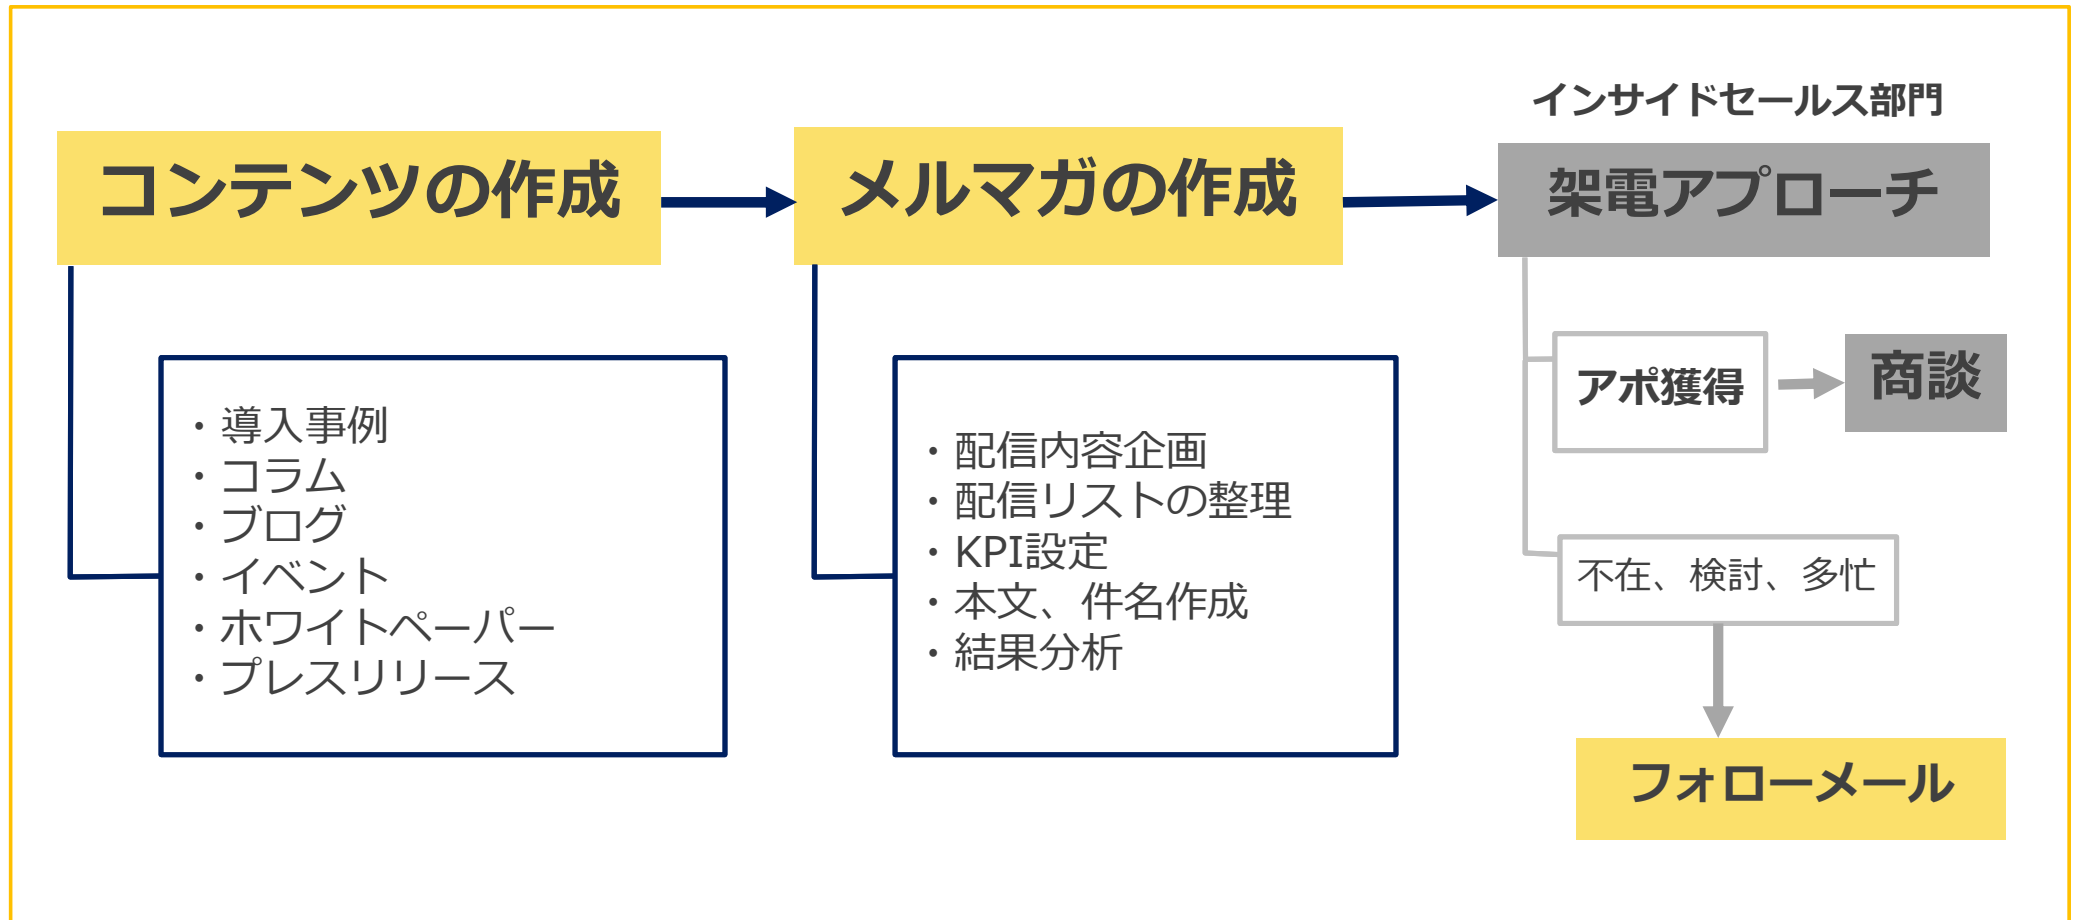 コンテンツの作成
・導入事例
・コラム
・ブログ
・イベント
・ホワイトペーパー
・プレスリリース
メルマガの作成
・配信内容企画
・配信リストの整理
・KPI設定
・本文、件名作成
・結果分析
インサイドセールス部門
架電アプローチ
アポ獲得
商談
不在、検討、多忙
フォローメール